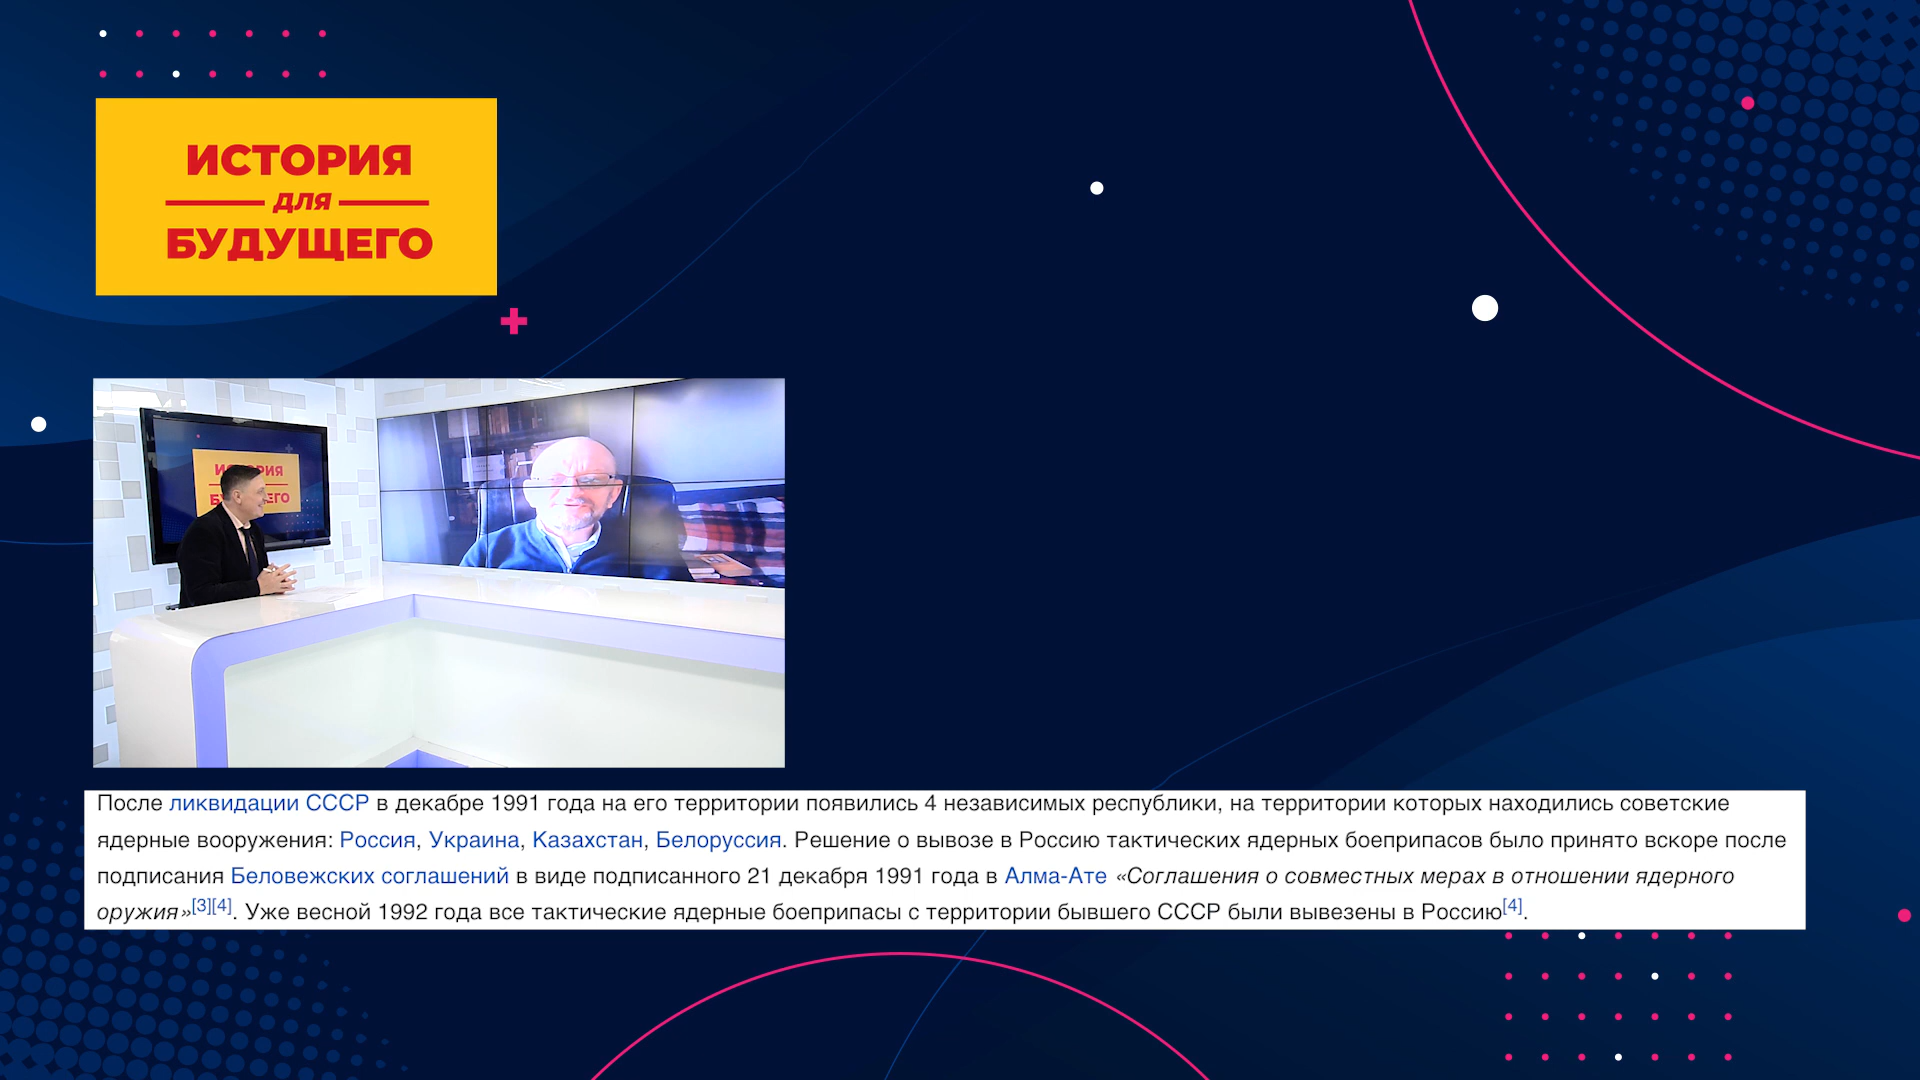 ИСТОРИЯ
для
БУДУЩЕГО
После ликвидации СССР в декабре 1991 года на его территории появились 4 независимых республики, на территории которых находились советские
ядерные вооружения: Россия, Украина, Казахстан, Белоруссия. Решение о вывозе в Россию тактических ядерных боеприпасов было принято вскоре после
подписания Беловежских соглашений в виде подписанного 21 декабря 1991 года в Алма-Ате «Соглашения о совместных мерах в отношении ядерного
оружия»[3][4]. Уже весной 1992 года все тактические ядерные боеприпасы с территории бывшего СССР были вывезены в Россию[4].